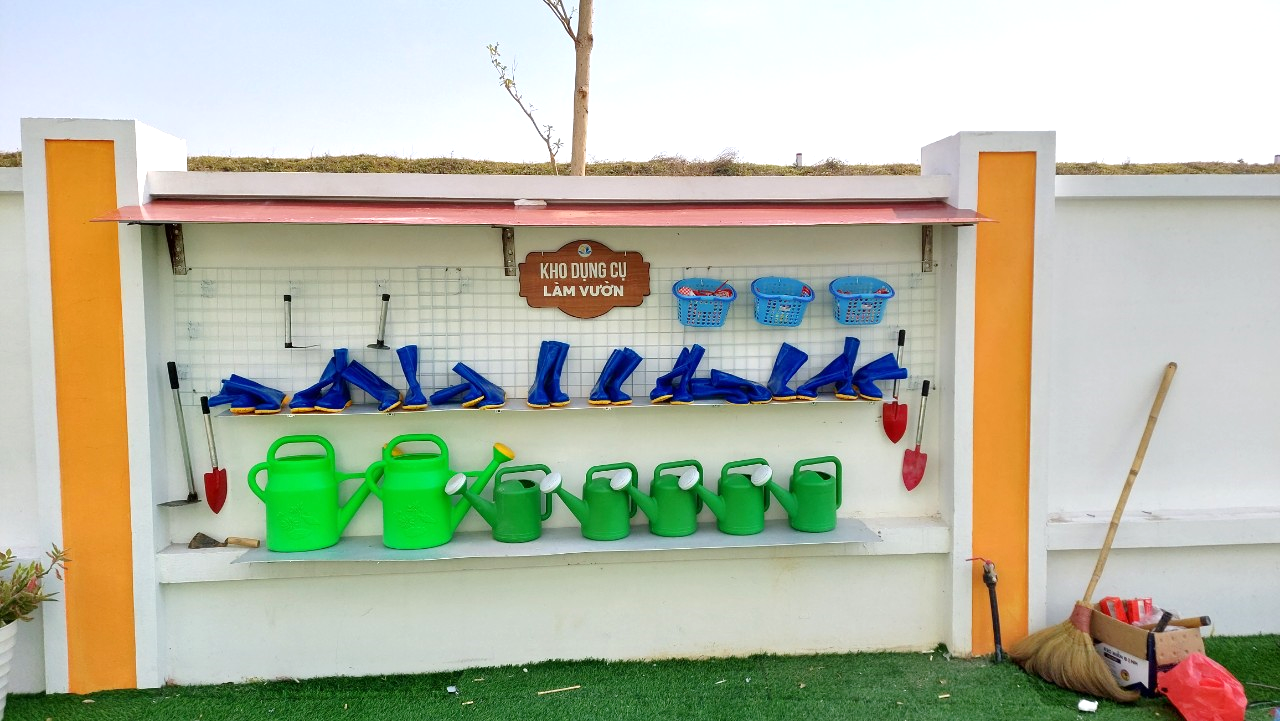 KHO DỤNG CỤ
LÀM VƯỜN